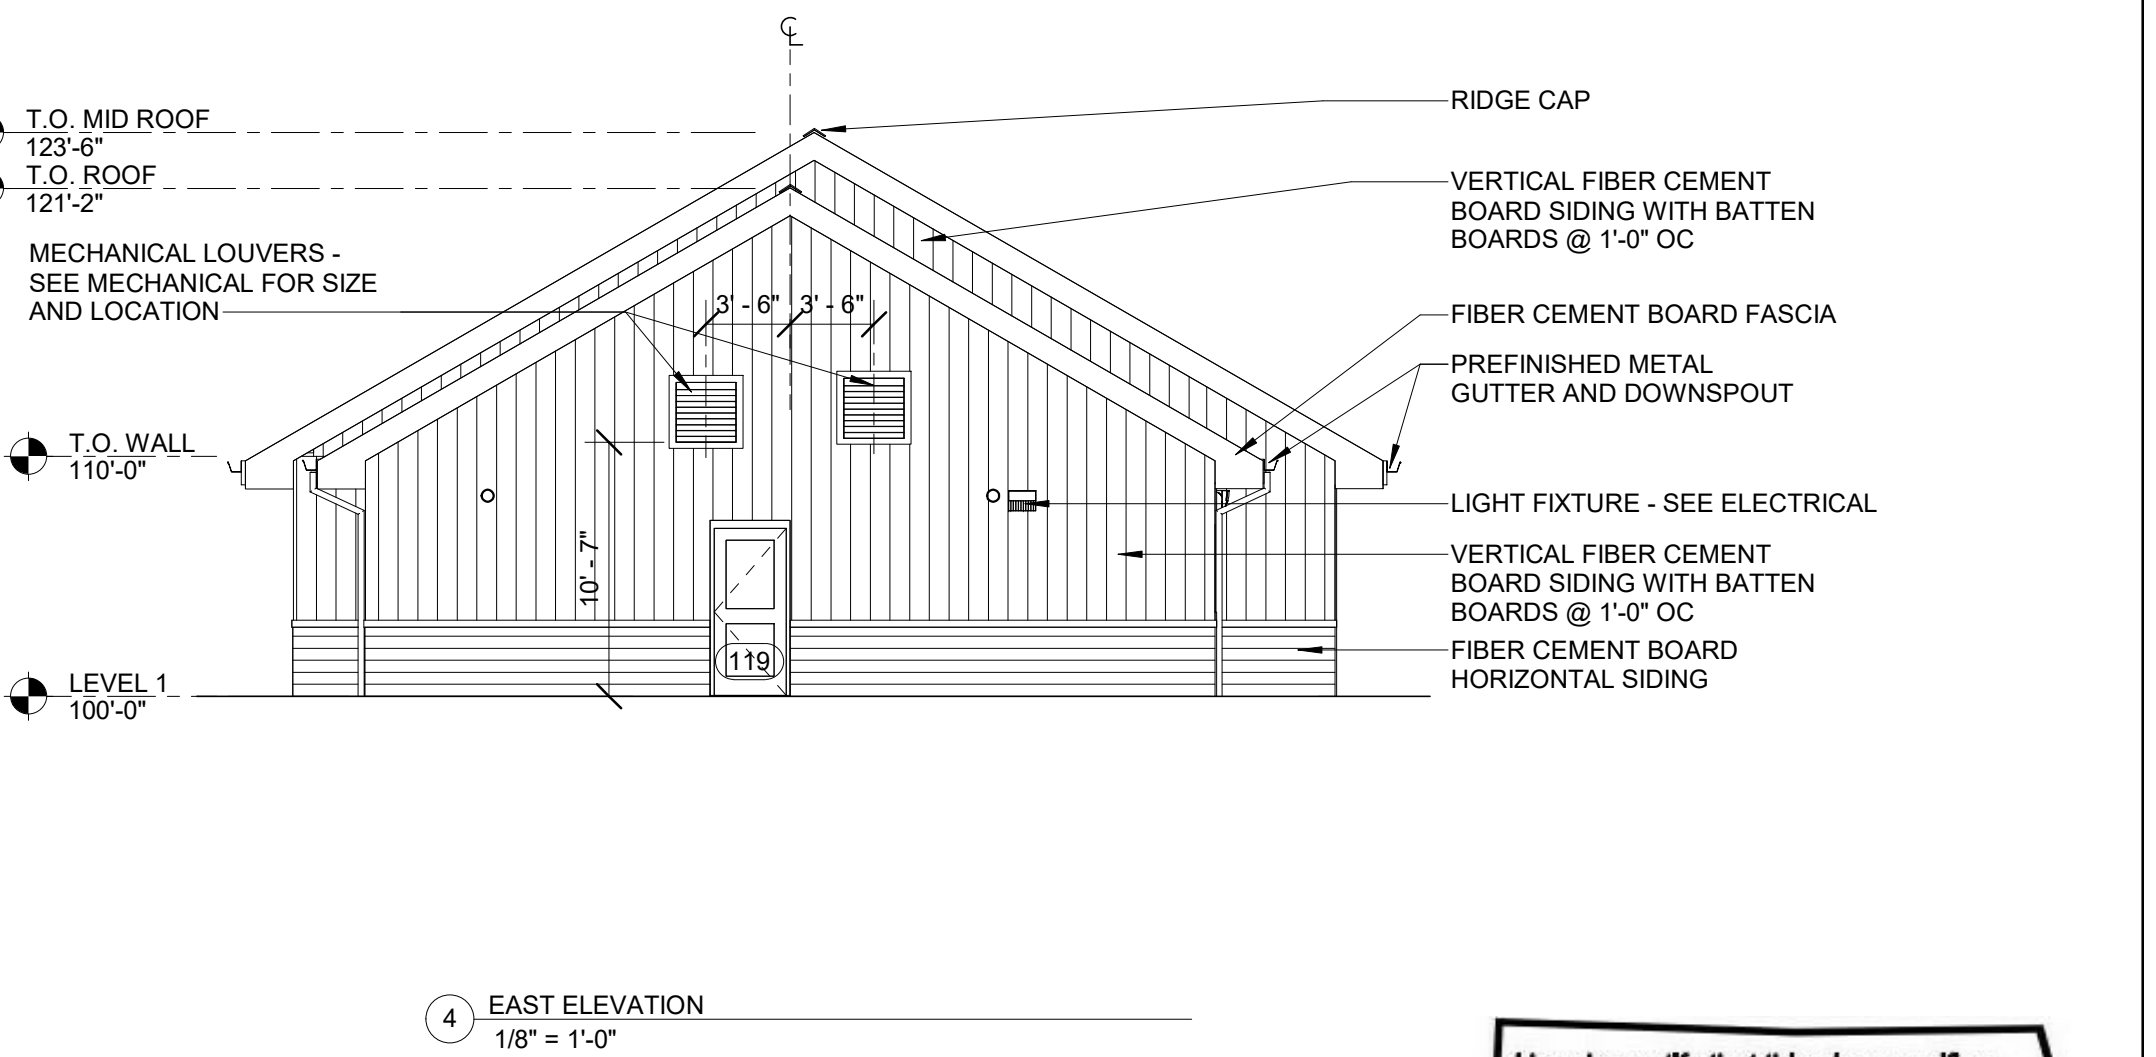 ℄
T.O. MID ROOF
123'-6"
T.O. ROOF
121'-2"
MECHANICAL LOUVERS -
SEE MECHANICAL FOR SIZE
AND LOCATION
3' - 6" 3' - 6"
T.O. WALL
110'-0"
10' - 7"
119
LEVEL 1
100'-0"
RIDGE CAP
VERTICAL FIBER CEMENT
BOARD SIDING WITH BATTEN
BOARDS @ 1'-0" OC
FIBER CEMENT BOARD FASCIA
PREFINISHED METAL
GUTTER AND DOWNSPOUT
LIGHT FIXTURE - SEE ELECTRICAL
VERTICAL FIBER CEMENT
BOARD SIDING WITH BATTEN
BOARDS @ 1'-0" OC
FIBER CEMENT BOARD
HORIZONTAL SIDING
4 EAST ELEVATION
1/8" = 1'-0"